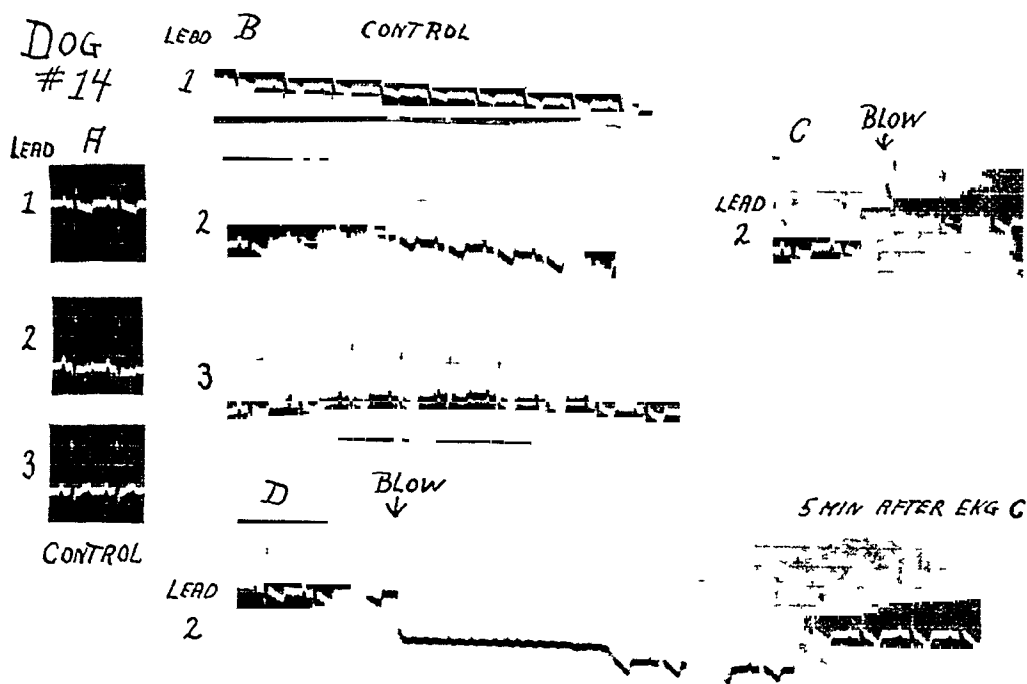 DOG
#14
LEAD A
1
2
3
CONTROL
LEAD B CONTROL
1
2
3
C BLOW
LEAD
2
D BLOW
LEAD
2
5 MIN AFTER EKG C